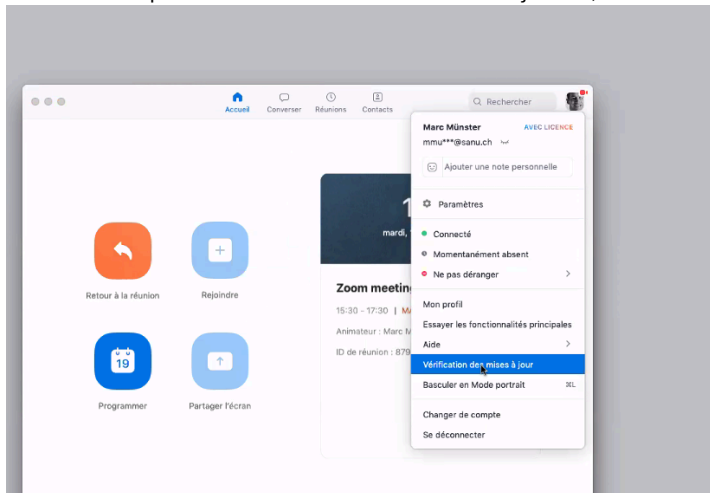 Accueil Converser Réunions Contacts
Rechercher
Marc Münster AVEC LICENCE
mmu***@sanu.ch
Ajouter une note personnelle
Paramètres
Connecté
Momentanément absent
Ne pas déranger
Mon profil
Essayer les fonctionnalités principales
Aide
Vérification des mises à jour
Basculer en Mode portrait ⌘L
Changer de compte
Se déconnecter
Retour à la réunion
Rejoindre
19
Programmer
Partager l'écran
mardi,
Zoom meetin
15:30 - 17:30 |
Animateur : Marc M
ID de réunion : 879